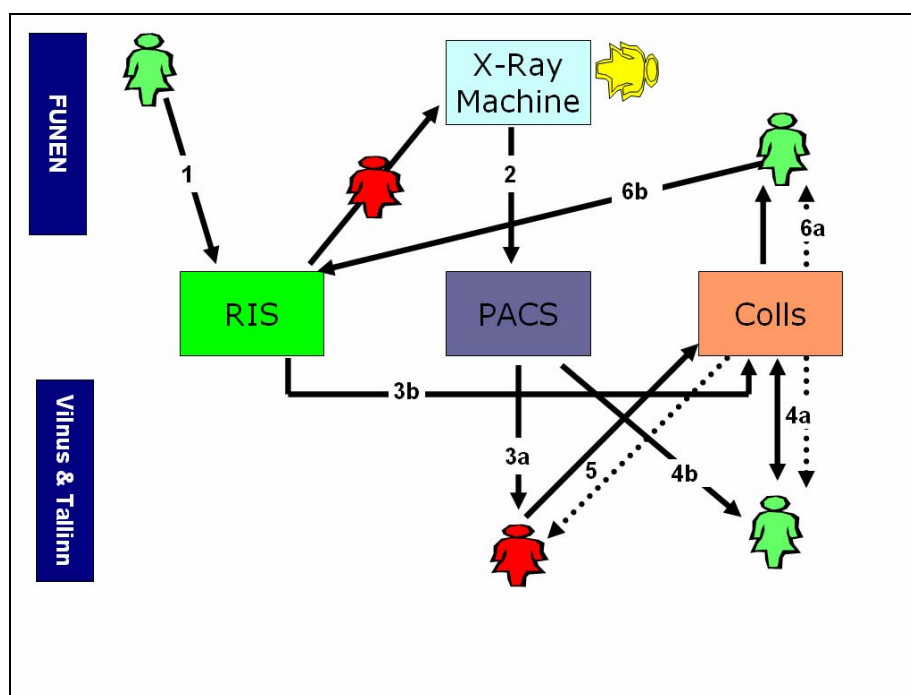 FUNEN
X-Ray
Machine
1
2
6b
6a
RIS
PACS
Colls
Vilnus & Tallinn
3b
4a
3a
5
4b